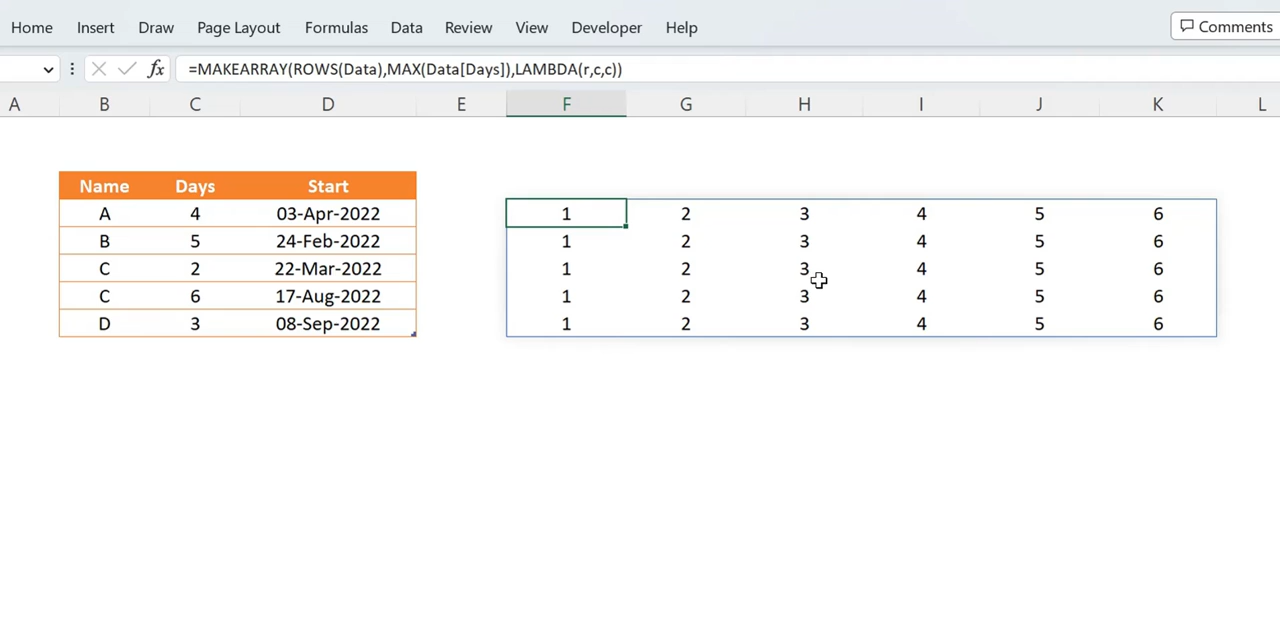 Home Insert Draw Page Layout Formulas Data Review View Developer Help Comments
fx =MAKEARRAY(ROWS(Data),MAX(Data[Days]),LAMBDA(r,c,c))
A B C D E F G H I J K L
Name Days Start
A 4 03-Apr-2022 1 2 3 4 5 6
B 5 24-Feb-2022 1 2 3 4 5 6
C 2 22-Mar-2022 1 2 3 4 5 6
C 6 17-Aug-2022 1 2 3 4 5 6
D 3 08-Sep-2022 1 2 3 4 5 6